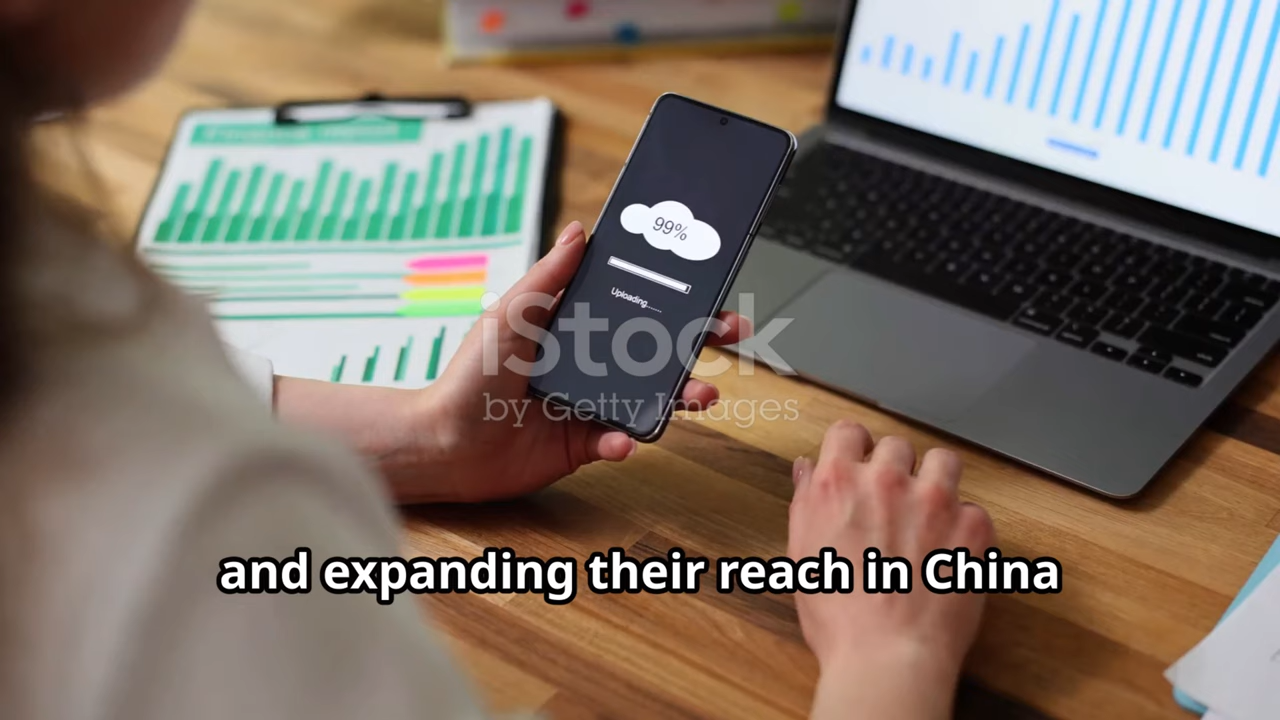 99%
Uploading.......
iStock
by Getty Images
and expanding their reach in China